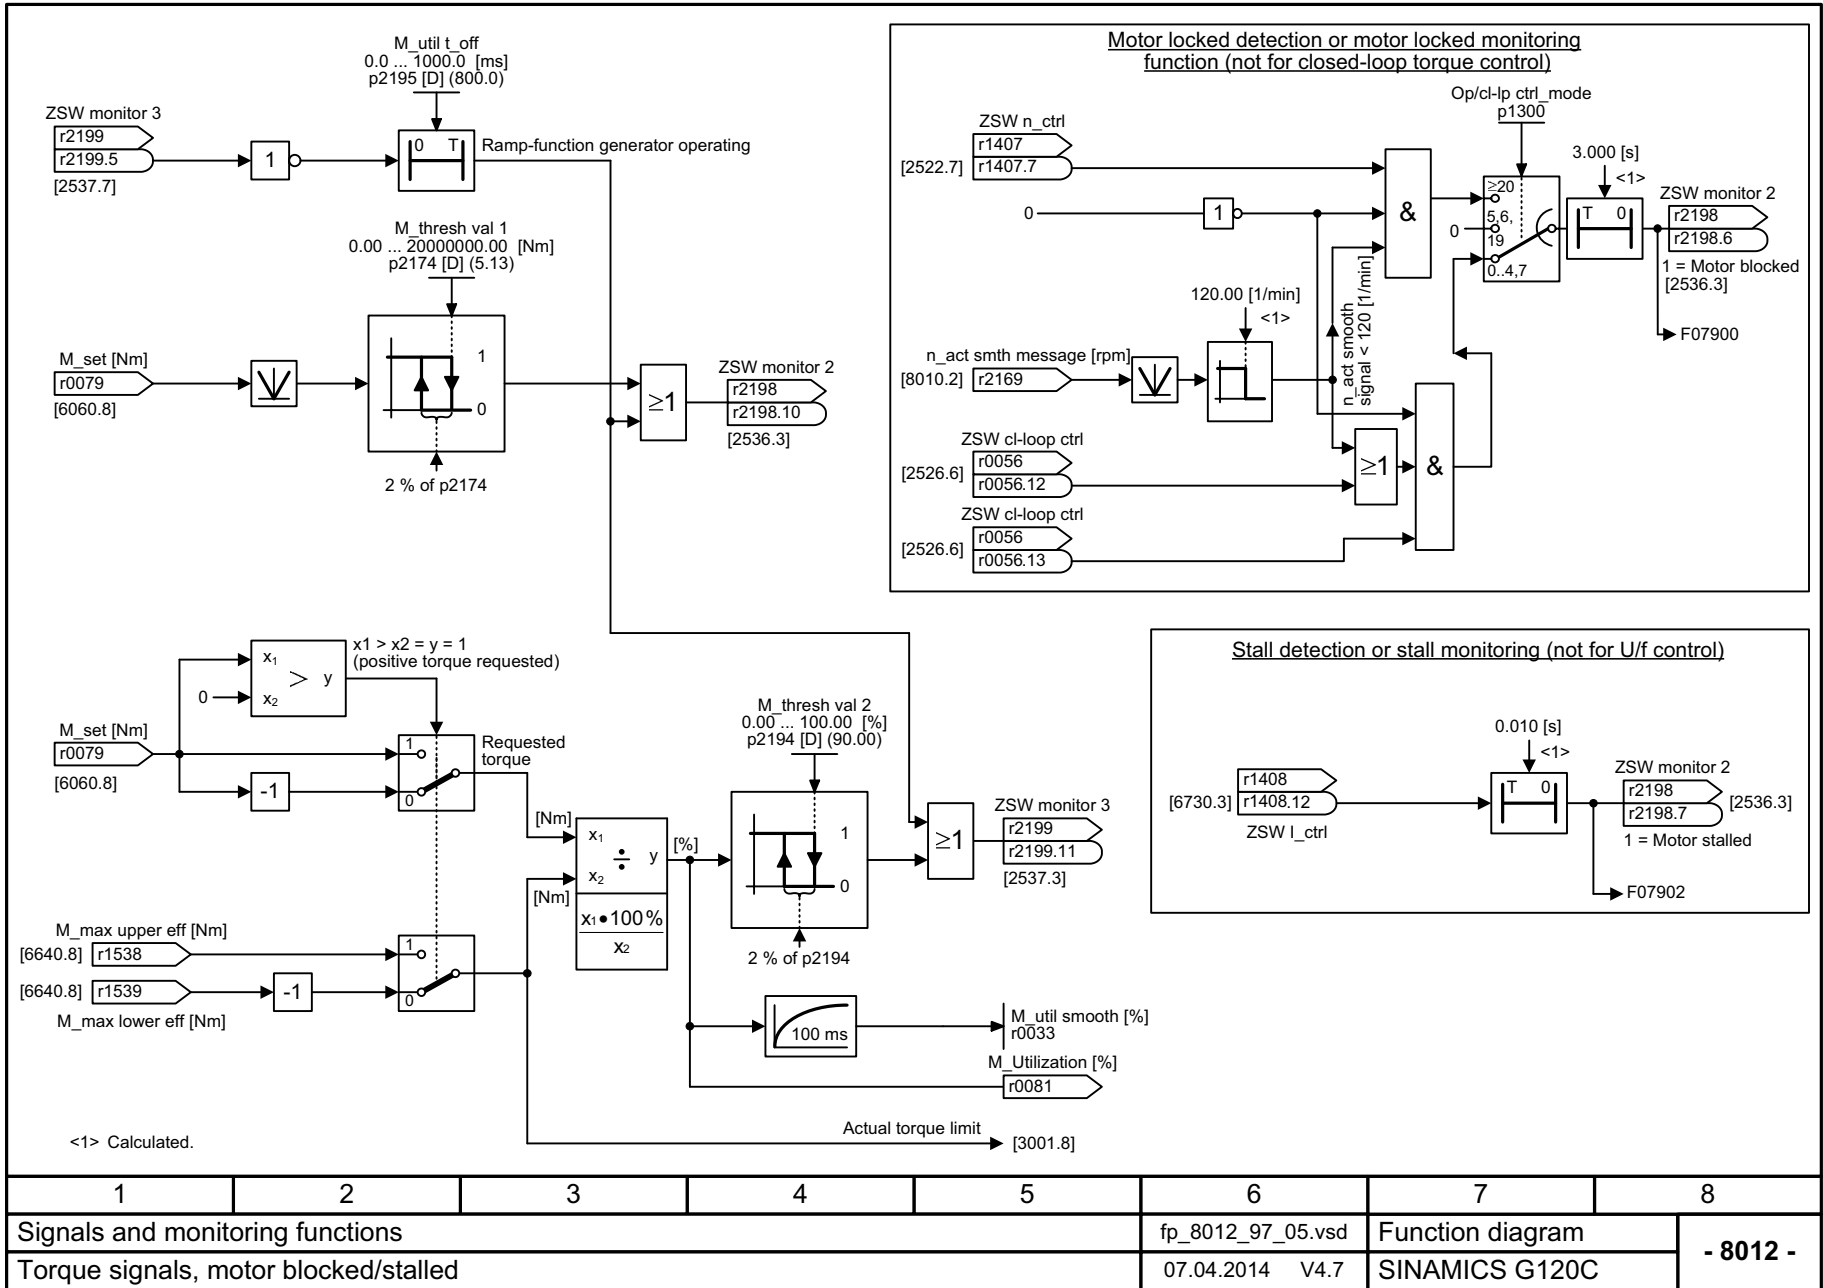 M_util t_off
0.0 ... 1000.0 [ms]
p2195 [D] (800.0)
ZSW monitor 3
r2199
r2199.5
[2537.7]
1
0 T
Ramp-function generator operating
M_thresh val 1
0.00 ... 20000000.00 [Nm]
p2174 [D] (5.13)
M_set [Nm]
r0079
[6060.8]
1
0
2 % of p2174
≥1
ZSW monitor 2
r2198
r2198.10
[2536.3]
x1 > x2 = y = 1
(positive torque requested)
x1
> y
0
x2
M_set [Nm]
r0079
[6060.8]
-1
1
0
Requested
torque
M_max upper eff [Nm]
[6640.8] r1538
[6640.8] r1539
M_max lower eff [Nm]
-1
1
0
[Nm]
x1
÷ y
x2
[Nm]
x1•100%
x2
[%]
M_thresh val 2
0.00 ... 100.00 [%]
p2194 [D] (90.00)
1
0
2 % of p2194
≥1
ZSW monitor 3
r2199
r2199.11
[2537.3]
100 ms
M_util smooth [%]
r0033
M_Utilization [%]
r0081
Actual torque limit
[3001.8]
<1> Calculated.
Motor locked detection or motor locked monitoring
function (not for closed-loop torque control)
Op/cl-lp ctrl_mode
p1300
ZSW n_ctrl
r1407
[2522.7] r1407.7
0
1
&
≥20
5,6,
0
19
0..4,7
3.000 [s]
<1>
T 0
ZSW monitor 2
r2198
r2198.6
1 = Motor blocked
[2536.3]
F07900
120.00 [1/min]
<1>
n_act smooth
signal < 120 [1/min]
n_act smth message [rpm]
[8010.2] r2169
ZSW cl-loop ctrl
r0056
[2526.6] r0056.12
ZSW cl-loop ctrl
r0056
[2526.6] r0056.13
≥1
&
Stall detection or stall monitoring (not for U/f control)
0.010 [s]
<1>
r1408
[6730.3] r1408.12
ZSW I_ctrl
T 0
ZSW monitor 2
r2198
r2198.7
[2536.3]
1 = Motor stalled
F07902
1 2 3 4 5 6 7 8
Signals and monitoring functions
fp_8012_97_05.vsd
Function diagram
- 8012 -
Torque signals, motor blocked/stalled
07.04.2014 V4.7
SINAMICS G120C